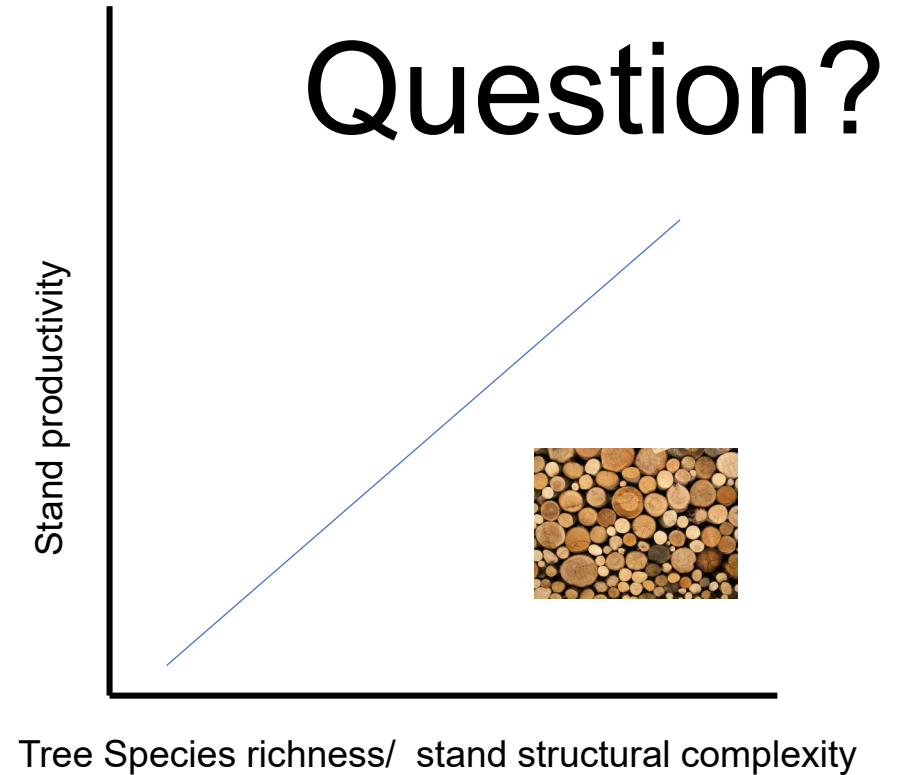 Question?
Stand productivity
Tree Species richness/  stand structural complexity